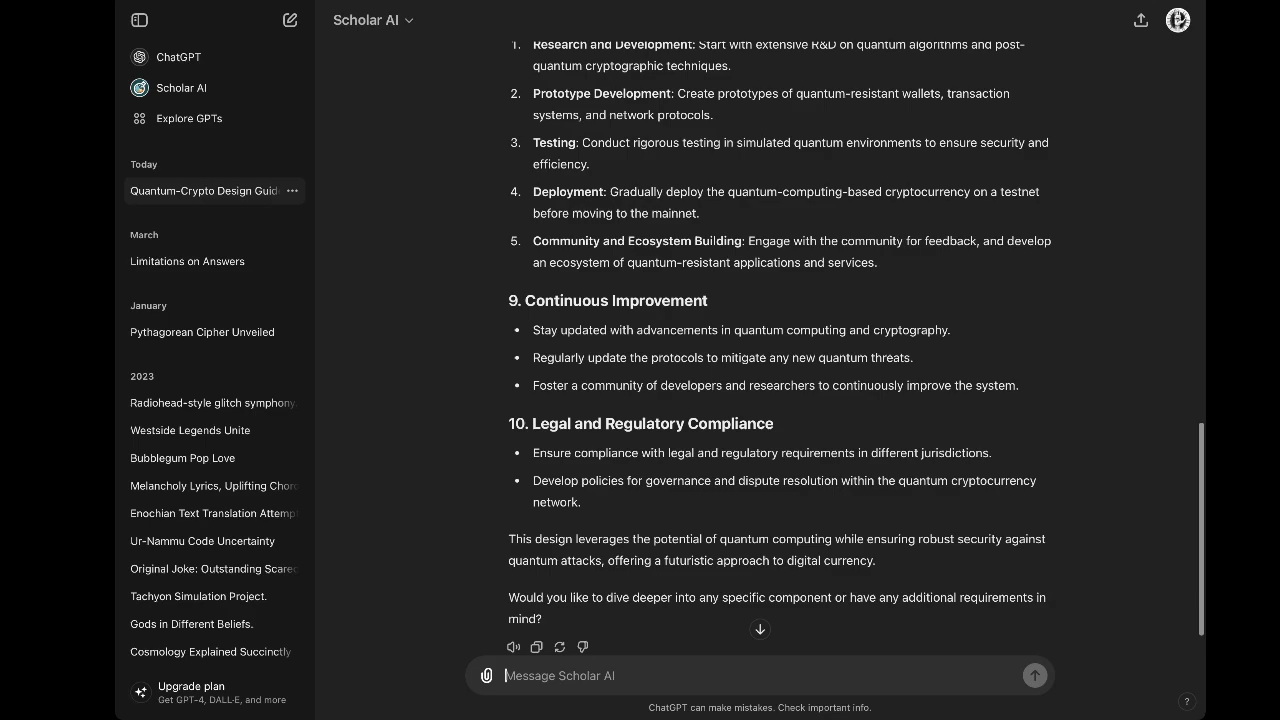 Scholar AI
ChatGPT
Scholar AI
Explore GPTs
Today
Quantum-Crypto Design Guid
March
Limitations on Answers
January
Pythagorean Cipher Unveiled
2023
Radiohead-style glitch symphony.
Westside Legends Unite
Bubblegum Pop Love
Melancholy Lyrics, Uplifting Chor
Enochian Text Translation Attempt
Ur-Nammu Code Uncertainty
Original Joke: Outstanding Scarec
Tachyon Simulation Project.
Gods in Different Beliefs.
Cosmology Explained Succinctly
Upgrade plan
Get GPT-4, DALL·E, and more
1. Research and Development: Start with extensive R&D on quantum algorithms and post-
quantum cryptographic techniques.
2. Prototype Development: Create prototypes of quantum-resistant wallets, transaction
systems, and network protocols.
3. Testing: Conduct rigorous testing in simulated quantum environments to ensure security and
efficiency.
4. Deployment: Gradually deploy the quantum-computing-based cryptocurrency on a testnet
before moving to the mainnet.
5. Community and Ecosystem Building: Engage with the community for feedback, and develop
an ecosystem of quantum-resistant applications and services.
9. Continuous Improvement
• Stay updated with advancements in quantum computing and cryptography.
• Regularly update the protocols to mitigate any new quantum threats.
• Foster a community of developers and researchers to continuously improve the system.
10. Legal and Regulatory Compliance
• Ensure compliance with legal and regulatory requirements in different jurisdictions.
• Develop policies for governance and dispute resolution within the quantum cryptocurrency
network.
This design leverages the potential of quantum computing while ensuring robust security against
quantum attacks, offering a futuristic approach to digital currency.
Would you like to dive deeper into any specific component or have any additional requirements in
mind?
Message Scholar AI
ChatGPT can make mistakes. Check important info.
?